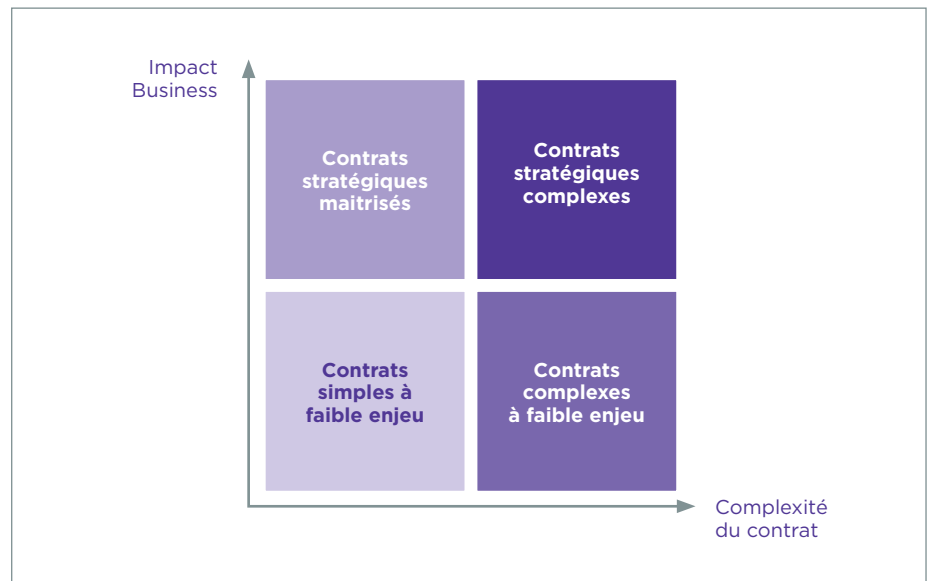 Impact
Business
Contrats
stratégiques
maitrisés
Contrats
stratégiques
complexes
Contrats
simples à
faible enjeu
Contrats
complexes
à faible enjeu
Complexité
du contrat